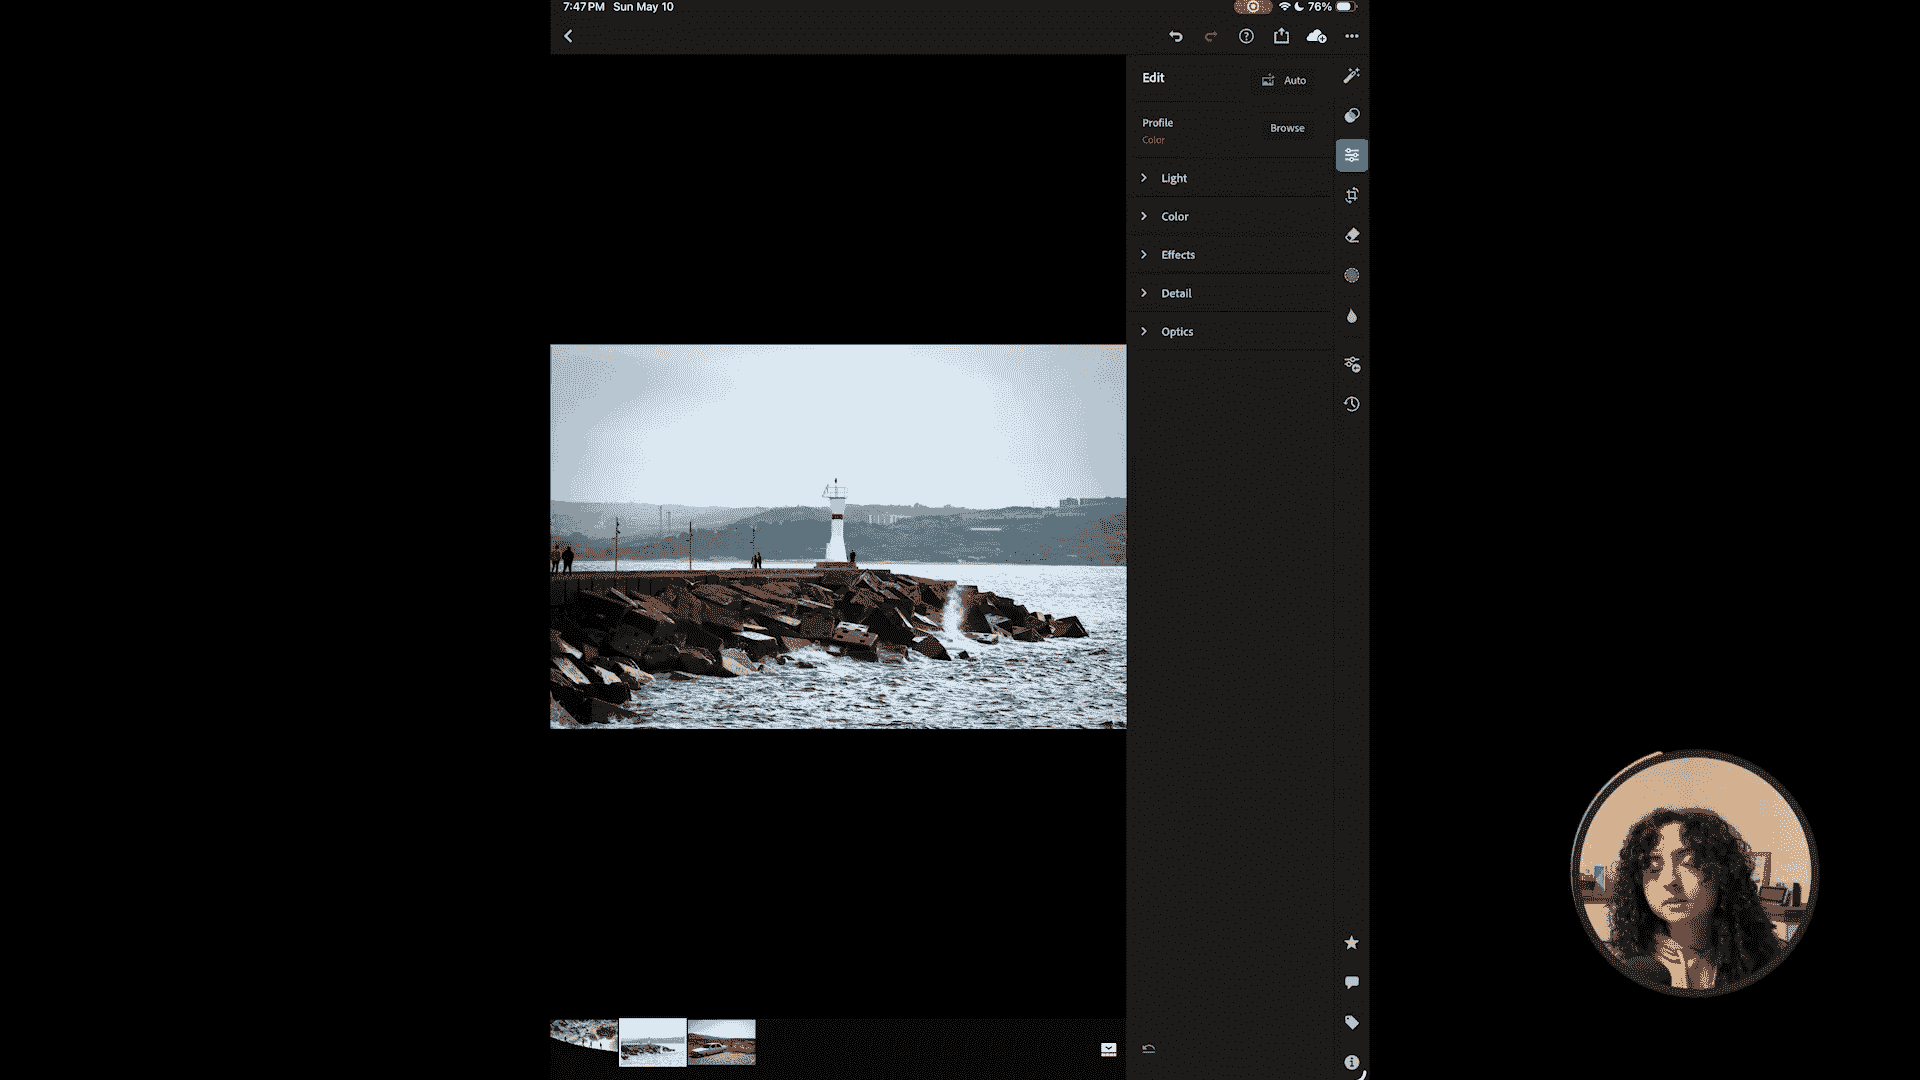 7:47 PM Sun May 10
76%
Edit
Auto
Profile
Browse
Color
Light
Color
Effects
Detail
Optics